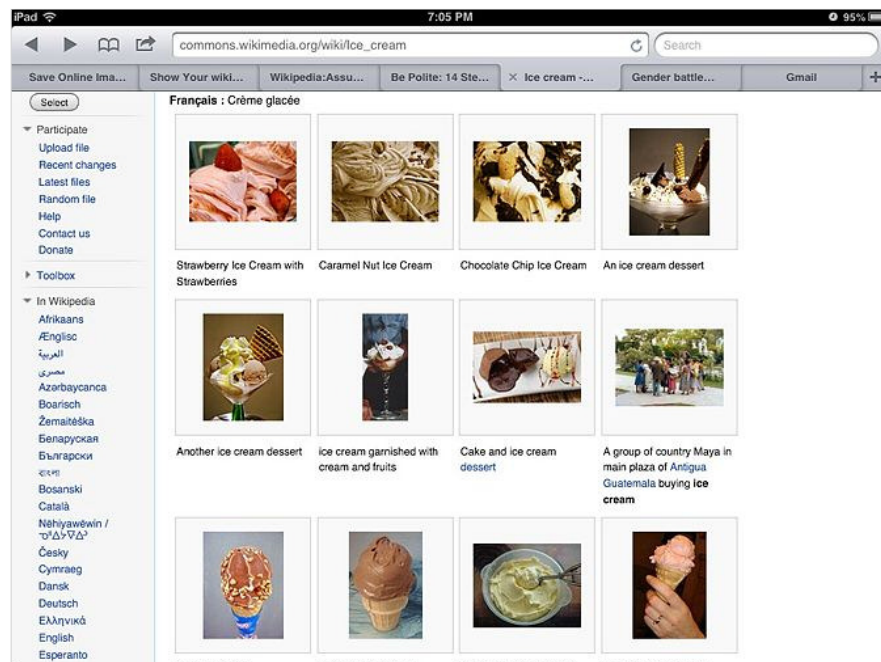 iPad
7:05 PM
95%
commons.wikimedia.org/wiki/Ice_cream
Search
Save Online Ima...
Show Your wiki...
Wikipedia:Assu...
Be Polite: 14 Ste...
Ice cream -...
Gender battle...
Gmail
Select
Participate
Upload file
Recent changes
Latest files
Random file
Help
Contact us
Donate
Toolbox
In Wikipedia
Afrikaans
Ænglisc
العربية
مصرى
Azərbaycanca
Boarisch
Žemaitėška
Беларуская
Български
বাংলা
Bosanski
Català
Nēhiyawēwin /
Česky
Cymraeg
Dansk
Deutsch
Ελληνικά
English
Esperanto
Français : Crème glacée
Strawberry Ice Cream with
Strawberries
Caramel Nut Ice Cream
Chocolate Chip Ice Cream
An ice cream dessert
Another ice cream dessert
ice cream garnished with
cream and fruits
Cake and ice cream
dessert
A group of country Maya in
main plaza of Antigua
Guatemala buying ice
cream